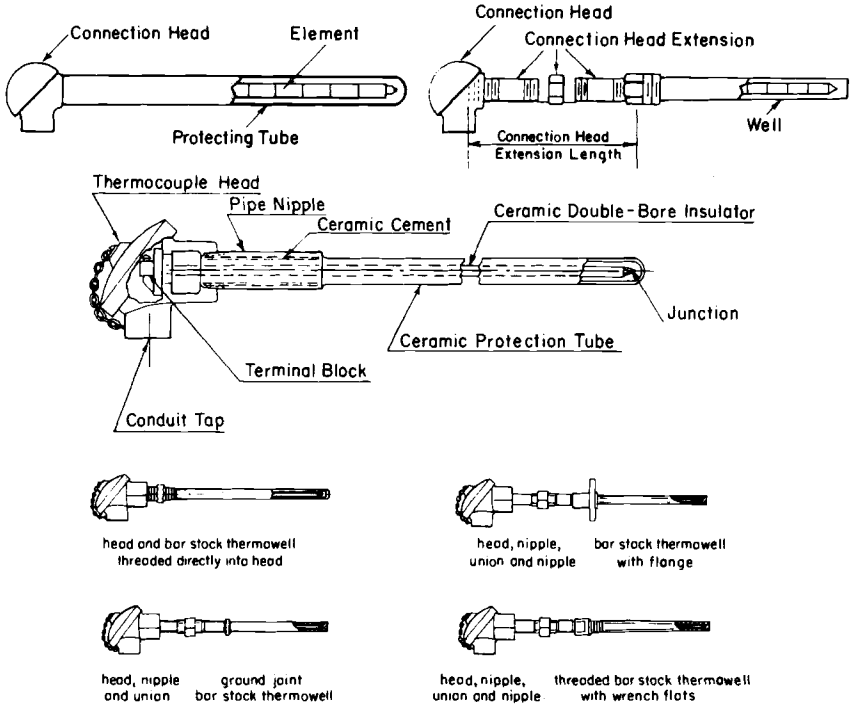 Connection Head
Element
Protecting Tube
Connection Head
Connection Head Extension
Well
Connection Head
Extension Length
Thermocouple Head
Pipe Nipple
Ceramic Cement
Ceramic Double-Bore Insulator
Junction
Ceramic Protection Tube
Terminal Block
Conduit Tap
head and bar stock thermowell
threaded directly into head
head, nipple,
union and nipple
bar stock thermowell
with flange
head, nipple
and union
ground joint
bar stock thermowell
head, nipple,
union and nipple
threaded bar stock thermowell
with wrench flats